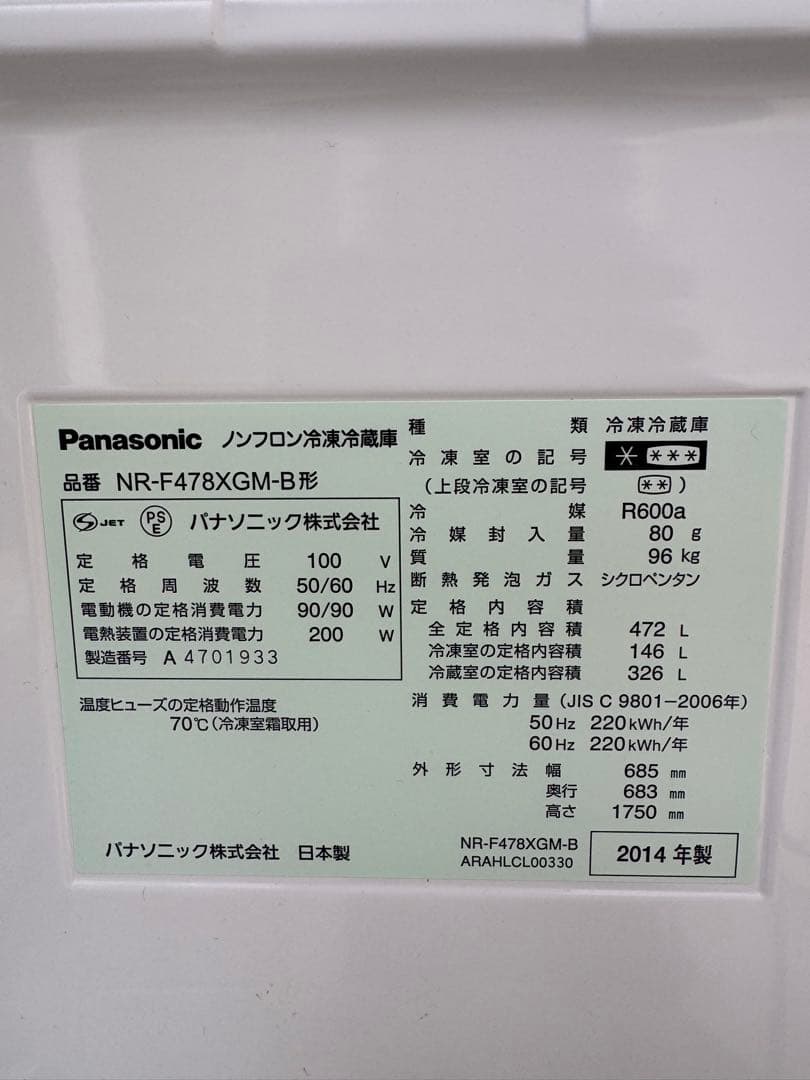 Panasonic ノンフロン冷凍冷蔵庫
品番 NR-F478XGM-B形
S JET PS E パナソニック株式会社
定格電圧 100 V
定格周波数 50/60 Hz
電動機の定格消費電力 90/90 W
電熱装置の定格消費電力 200 W
製造番号 A 4701933
温度ヒューズの定格動作温度
70℃(冷凍室霜取用)
種類 冷凍冷蔵庫
冷凍室の記号 * ***
(上段冷凍室の記号 ** )
冷媒 R600a
冷媒封入量 80 g
質量 96 kg
断熱発泡ガス シクロペンタン
定格内容積
全定格内容積 472 L
冷凍室の定格内容積 146 L
冷蔵室の定格内容積 326 L
消費電力量 (JIS C 9801-2006年)
50Hz 220kWh/年
60Hz 220kWh/年
外形寸法 幅 685 mm
奥行 683 mm
高さ 1750 mm
パナソニック株式会社 日本製
NR-F478XGM-B
ARAHLCL00330
2014 年製